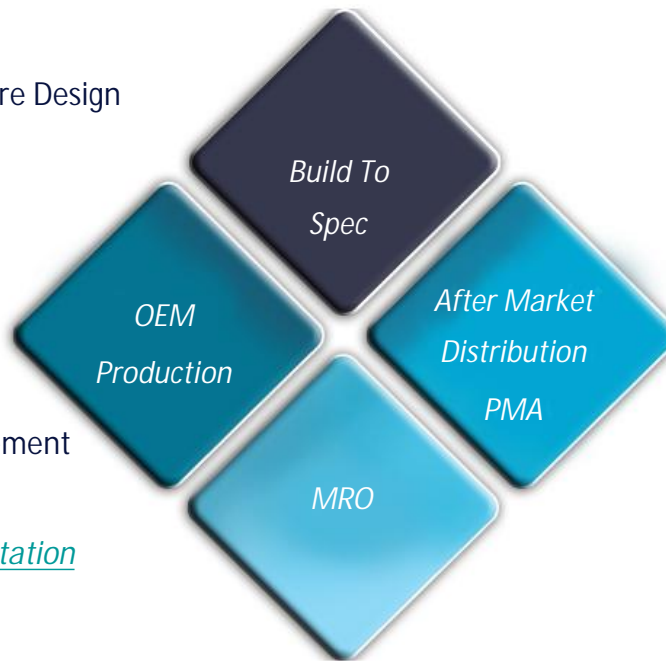 re Design
Build To
Spec
OEM
Production
After Market
Distribution
PMA
ment
MRO
tation